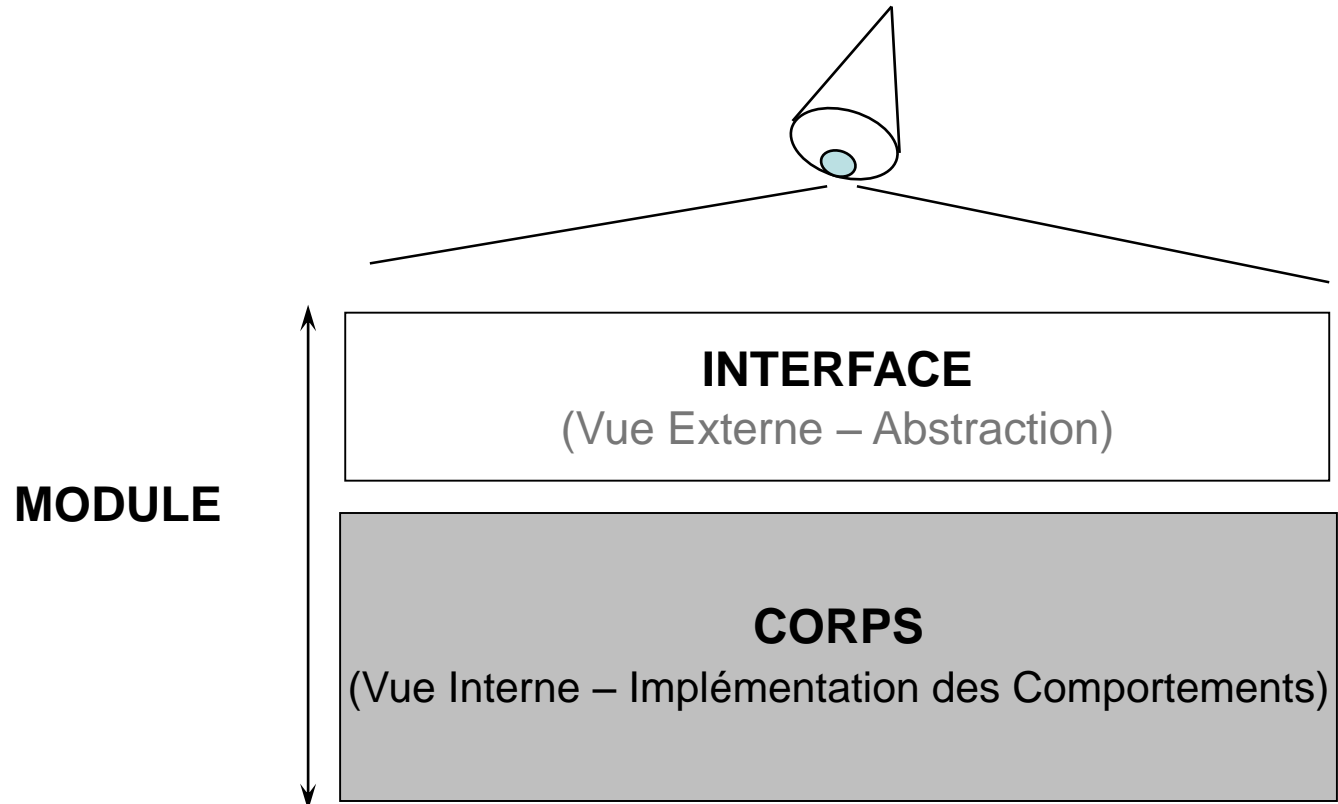 INTERFACE
(Vue Externe – Abstraction)
MODULE
CORPS
(Vue Interne – Implémentation des Comportements)